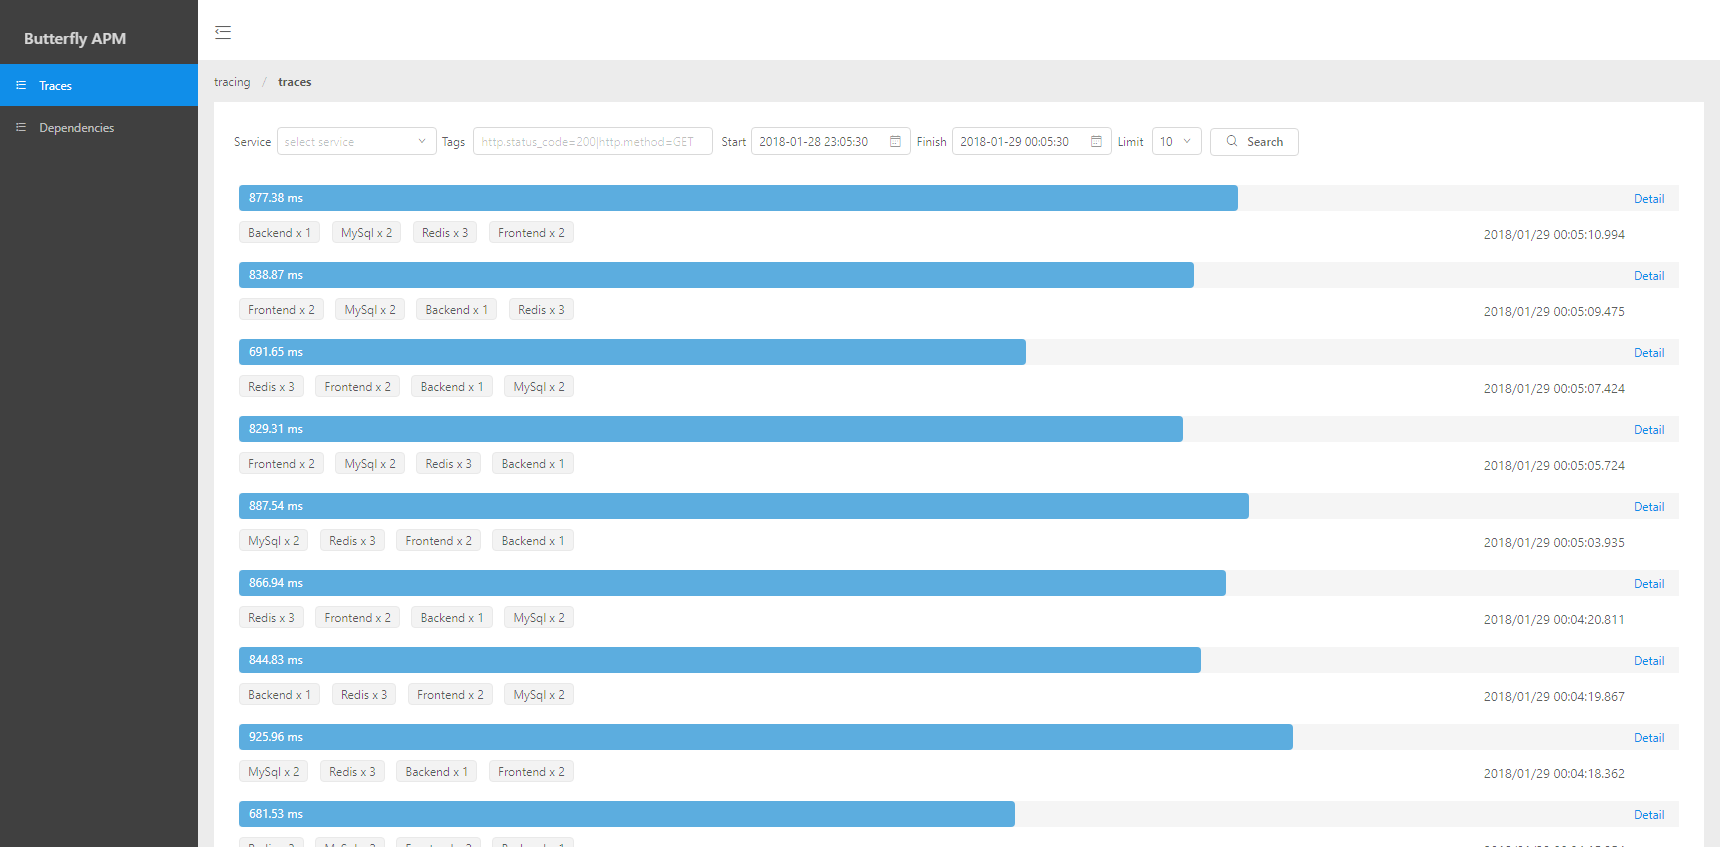 Butterfly APM
Traces
Dependencies
tracing / traces
Service select service Tags http.status_code=200|http.method=GET Start 2018-01-28 23:05:30 Finish 2018-01-29 00:05:30 Limit 10 Search
877.38 ms Detail
Backend x 1 MySql x 2 Redis x 3 Frontend x 2 2018/01/29 00:05:10.994
838.87 ms Detail
Frontend x 2 MySql x 2 Backend x 1 Redis x 3 2018/01/29 00:05:09.475
691.65 ms Detail
Redis x 3 Frontend x 2 Backend x 1 MySql x 2 2018/01/29 00:05:07.424
829.31 ms Detail
Frontend x 2 MySql x 2 Redis x 3 Backend x 1 2018/01/29 00:05:05.724
887.54 ms Detail
MySql x 2 Redis x 3 Frontend x 2 Backend x 1 2018/01/29 00:05:03.935
866.94 ms Detail
Redis x 3 Frontend x 2 Backend x 1 MySql x 2 2018/01/29 00:04:20.811
844.83 ms Detail
Backend x 1 Redis x 3 Frontend x 2 MySql x 2 2018/01/29 00:04:19.867
925.96 ms Detail
MySql x 2 Redis x 3 Backend x 1 Frontend x 2 2018/01/29 00:04:18.362
681.53 ms Detail